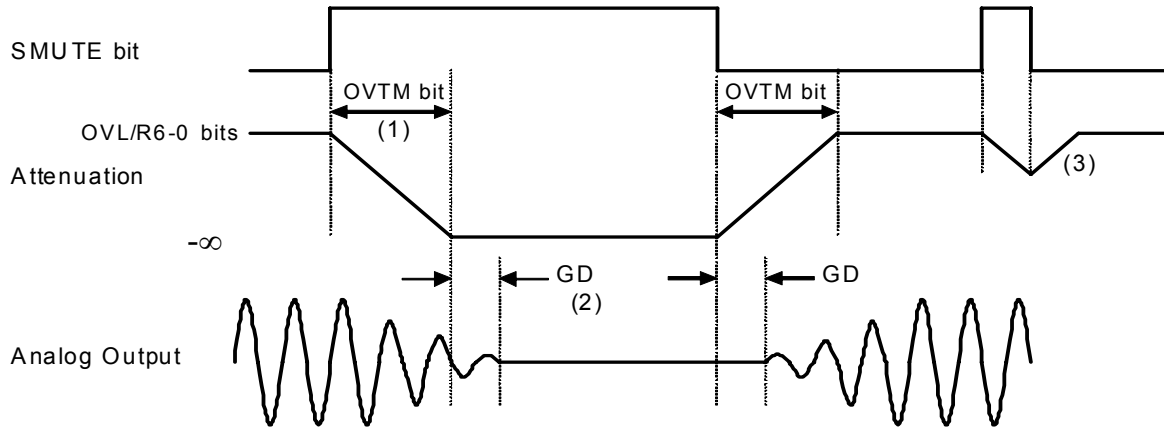 SMUTE bit
OVTM bit
OVTM bit
(1)
OVL/R6-0 bits
(3)
Attenuation
-∞
GD
GD
(2)
Analog Output